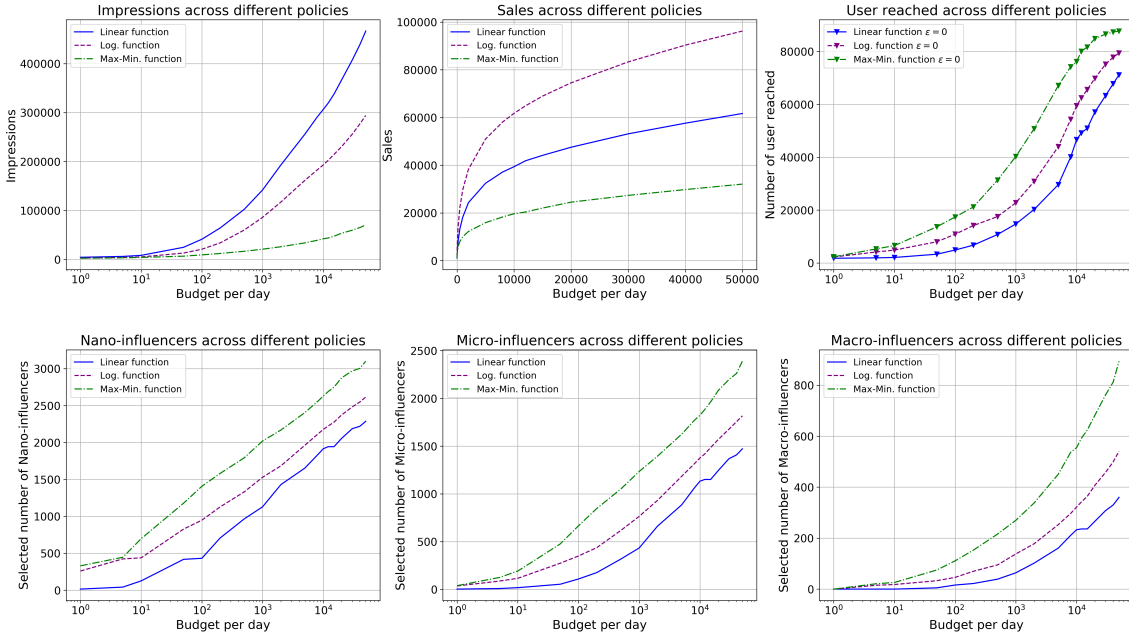 Impressions across different policies
Linear function
Log. function
Max-Min. function
Impressions
400000
300000
200000
100000
0
10^0
10^1
10^2
10^3
10^4
Budget per day
Sales across different policies
Linear function
Log. function
Max-Min. function
Sales
100000
80000
60000
40000
20000
0
0
10000
20000
30000
40000
50000
Budget per day
User reached across different policies
Linear function ε = 0
Log. function ε = 0
Max-Min. function ε = 0
Number of user reached
80000
60000
40000
20000
0
10^0
10^1
10^2
10^3
10^4
Budget per day
Nano-influencers across different policies
Linear function
Log. function
Max-Min. function
Selected number of Nano-influencers
3000
2500
2000
1500
1000
500
0
10^0
10^1
10^2
10^3
10^4
Budget per day
Micro-influencers across different policies
Linear function
Log. function
Max-Min. function
Selected number of Micro-influencers
2500
2000
1500
1000
500
0
10^0
10^1
10^2
10^3
10^4
Budget per day
Macro-influencers across different policies
Linear function
Log. function
Max-Min. function
Selected number of Macro-influencers
800
600
400
200
0
10^0
10^1
10^2
10^3
10^4
Budget per day